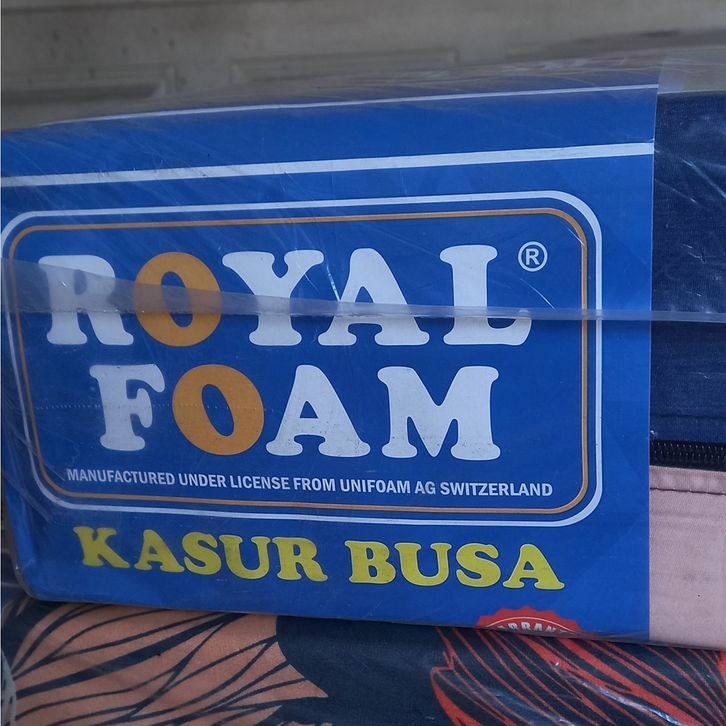 ROYAL®
FOAM
MANUFACTURED UNDER LICENSE FROM UNIFOAM AG SWITZERLAND
KASUR BUSA